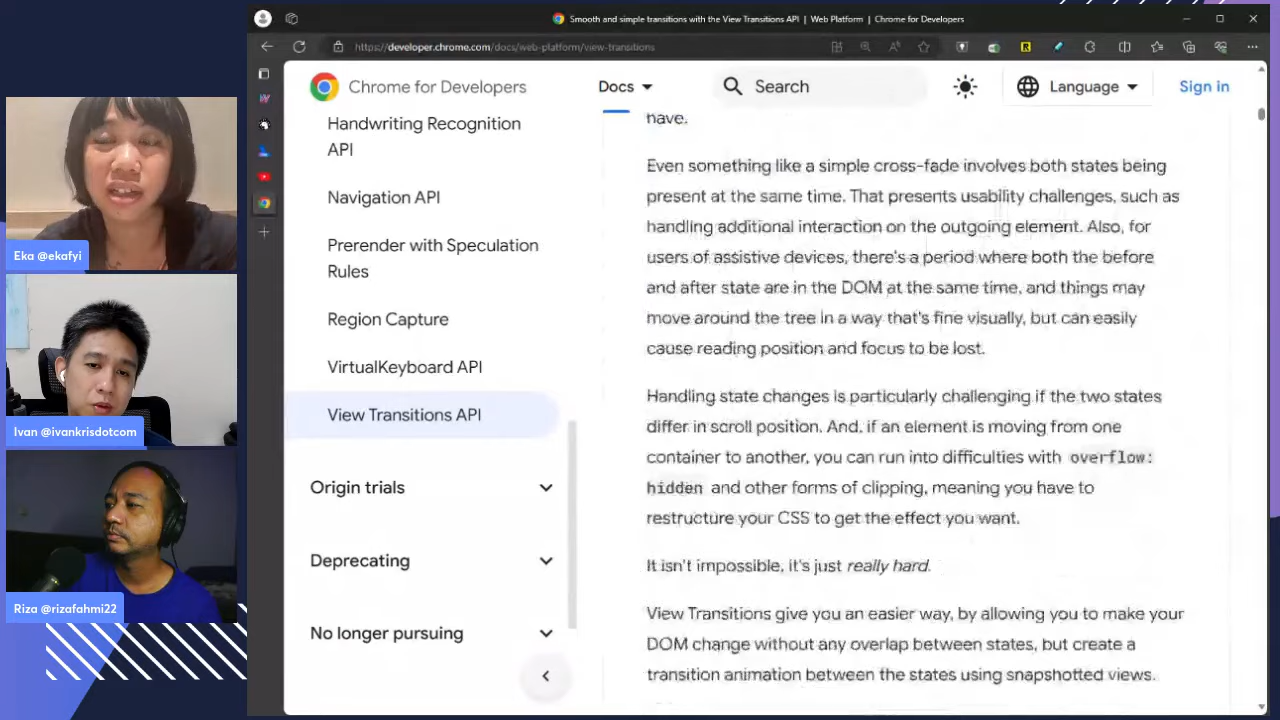 Smooth and simple transitions with the View Transitions API | Web Platform | Chrome for Developers
https://developer.chrome.com/docs/web-platform/view-transitions
Chrome for Developers
Docs
Search
Language
Sign in
Handwriting Recognition
API
Navigation API
Prerender with Speculation
Rules
Region Capture
VirtualKeyboard API
View Transitions API
Origin trials
Deprecating
No longer pursuing
have.
Even something like a simple cross-fade involves both states being
present at the same time. That presents usability challenges, such as
handling additional interaction on the outgoing element. Also, for
users of assistive devices, there's a period where both the before
and after state are in the DOM at the same time, and things may
move around the tree in a way that's fine visually, but can easily
cause reading position and focus to be lost.
Handling state changes is particularly challenging if the two states
differ in scroll position. And, if an element is moving from one
container to another, you can run into difficulties with overflow:
hidden and other forms of clipping, meaning you have to
restructure your CSS to get the effect you want.
It isn't impossible, it's just really hard.
View Transitions give you an easier way, by allowing you to make your
DOM change without any overlap between states, but create a
transition animation between the states using snapshotted views.
Eka @ekafyi
Ivan @ivankrisdotcom
Riza @rizafahmi22